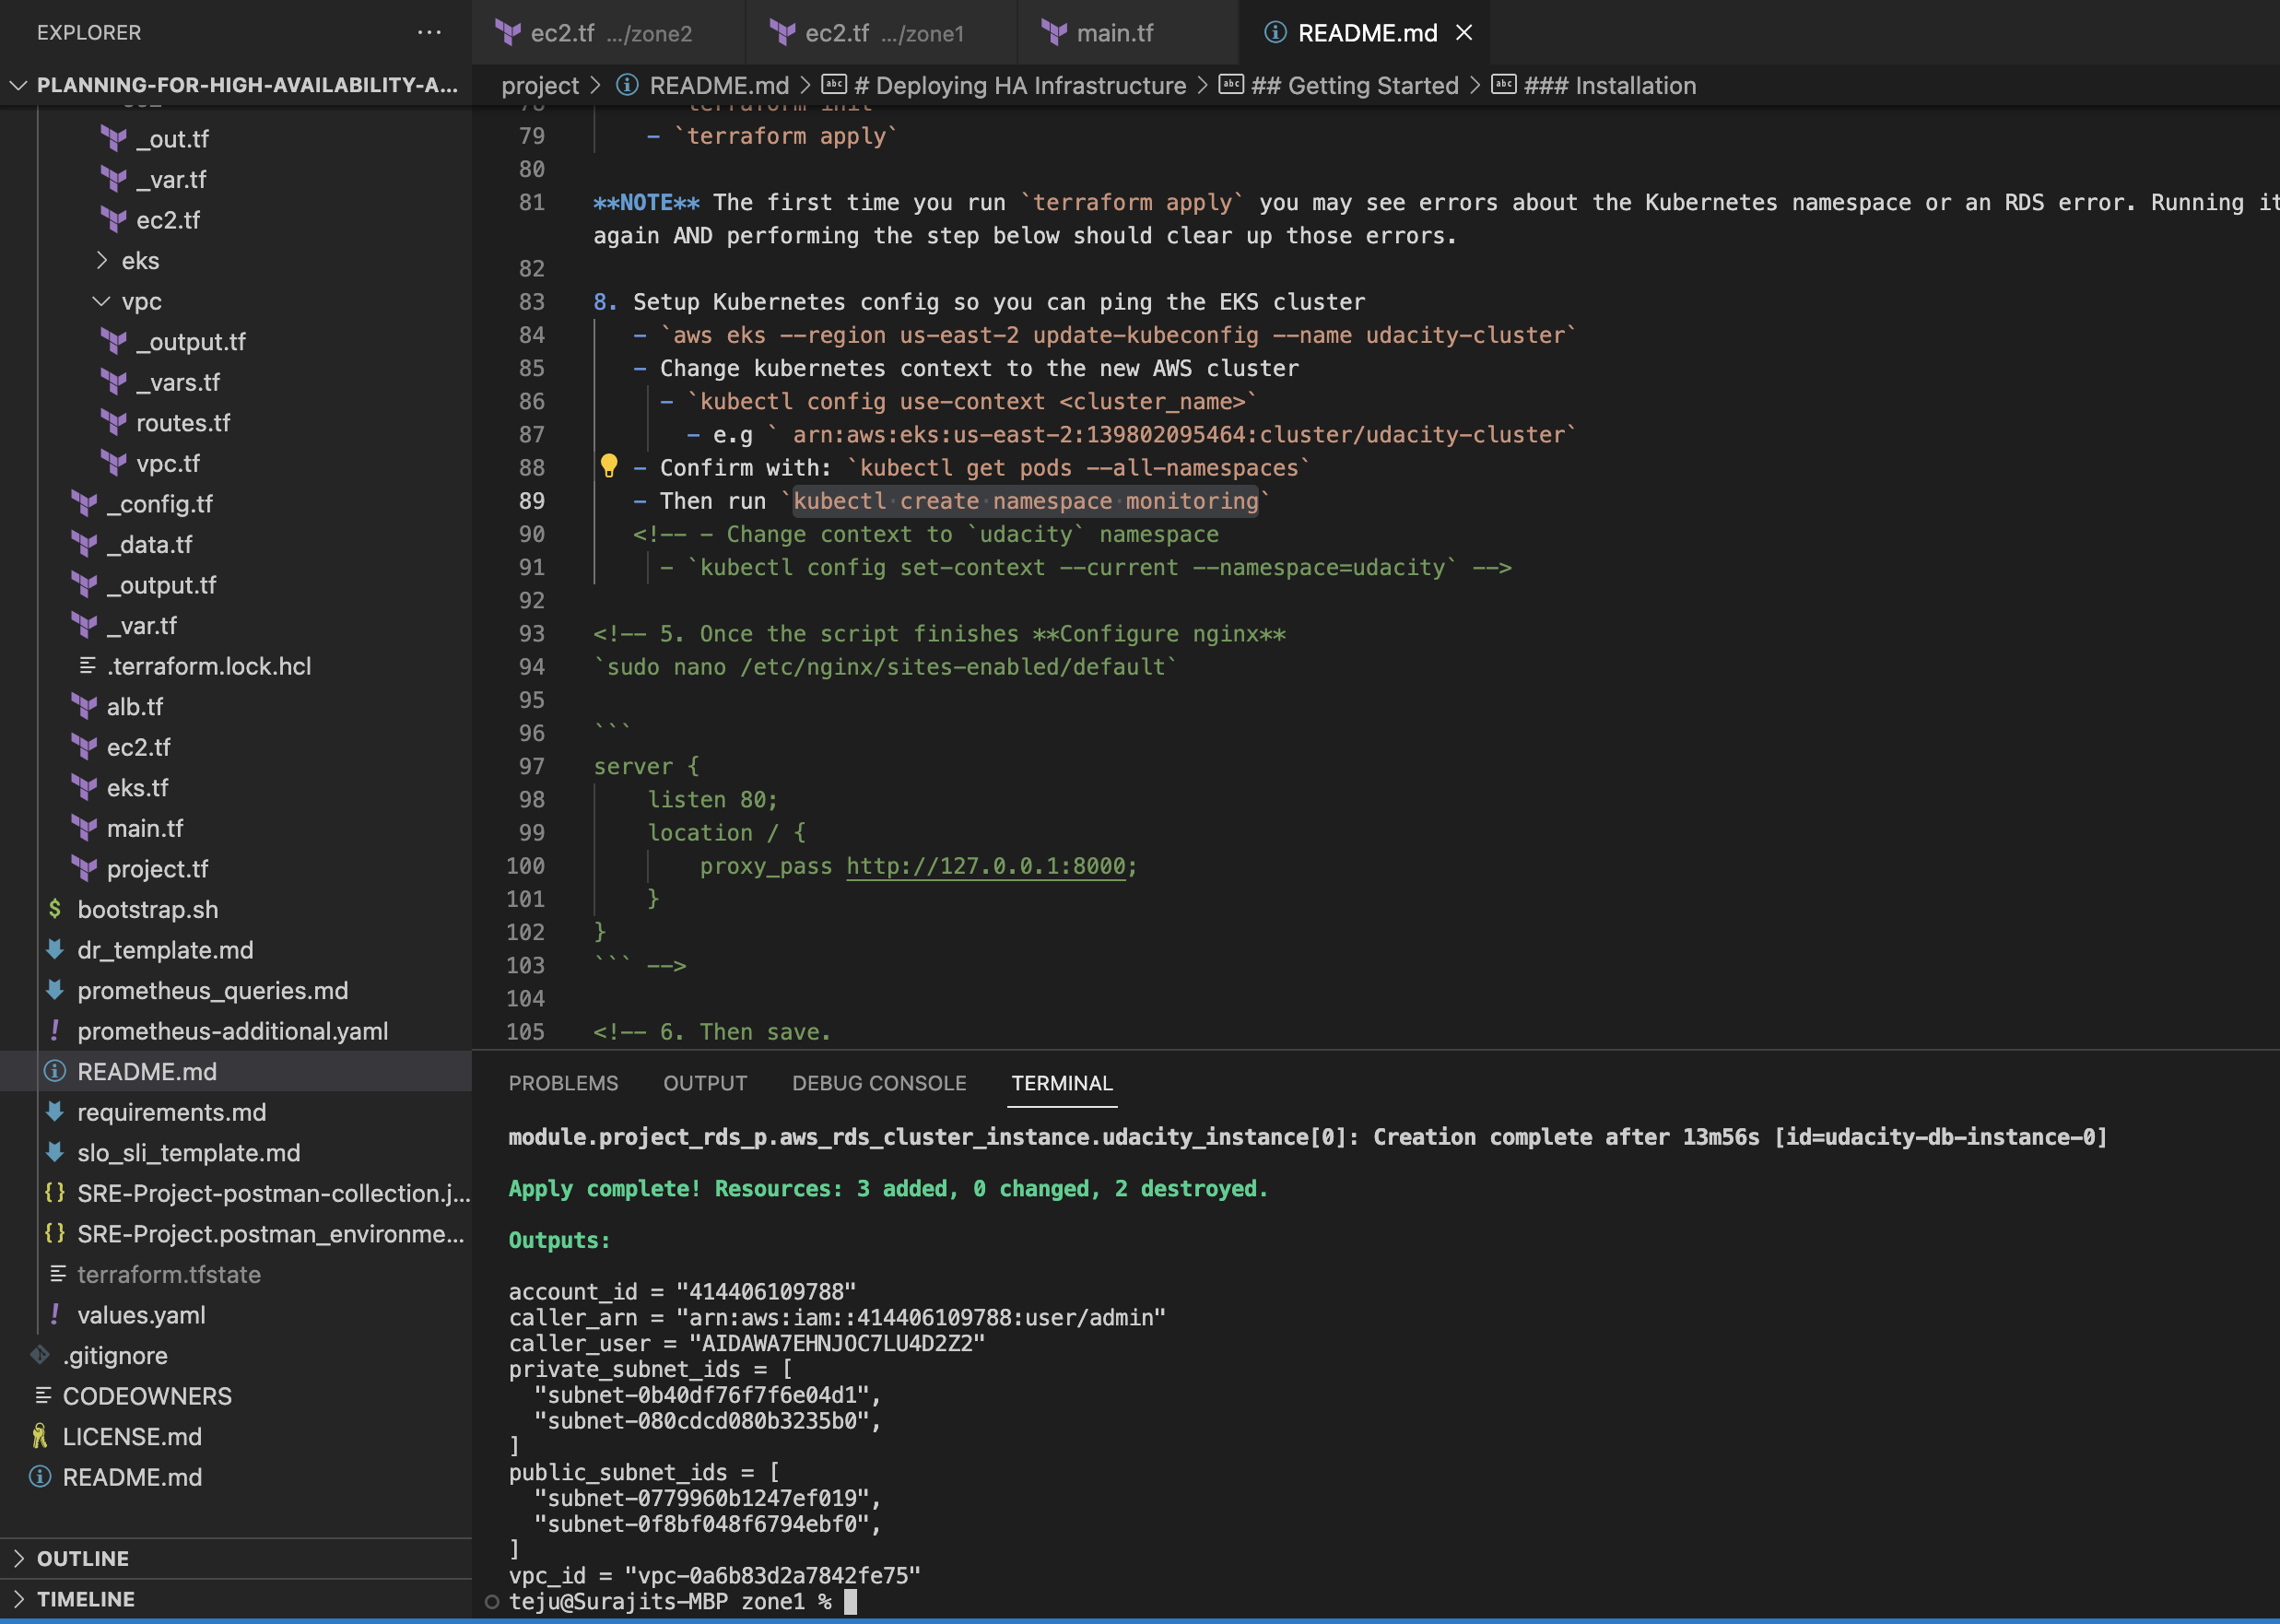 EXPLORER
PLANNING-FOR-HIGH-AVAILABILITY-A...
_out.tf
_var.tf
ec2.tf
eks
vpc
_output.tf
_vars.tf
routes.tf
vpc.tf
_config.tf
_data.tf
_output.tf
_var.tf
.terraform.lock.hcl
alb.tf
ec2.tf
eks.tf
main.tf
project.tf
bootstrap.sh
dr_template.md
prometheus_queries.md
prometheus-additional.yaml
README.md
requirements.md
slo_sli_template.md
SRE-Project-postman-collection.j...
SRE-Project.postman_environme...
terraform.tfstate
values.yaml
.gitignore
CODEOWNERS
LICENSE.md
README.md
OUTLINE
TIMELINE
ec2.tf .../zone2 ec2.tf .../zone1 main.tf README.md
project > README.md > # Deploying HA Infrastructure > ## Getting Started > ### Installation
79 - `terraform apply`
80
81 **NOTE** The first time you run `terraform apply` you may see errors about the Kubernetes namespace or an RDS error. Running it
again AND performing the step below should clear up those errors.
82
83 8. Setup Kubernetes config so you can ping the EKS cluster
84 - `aws eks --region us-east-2 update-kubeconfig --name udacity-cluster`
85 - Change kubernetes context to the new AWS cluster
86 - `kubectl config use-context <cluster_name>`
87 - e.g ` arn:aws:eks:us-east-2:139802095464:cluster/udacity-cluster`
88 - Confirm with: `kubectl get pods --all-namespaces`
89 - Then run `kubectl create namespace monitoring`
90 <!-- - Change context to `udacity` namespace
91 - `kubectl config set-context --current --namespace=udacity` -->
92
93 <!-- 5. Once the script finishes **Configure nginx**
94 `sudo nano /etc/nginx/sites-enabled/default`
95
96 ```
97 server {
98 listen 80;
99 location / {
100 proxy_pass http://127.0.0.1:8000;
101 }
102 }
103 ``` -->
104
105 <!-- 6. Then save.
PROBLEMS OUTPUT DEBUG CONSOLE TERMINAL
module.project_rds_p.aws_rds_cluster_instance.udacity_instance[0]: Creation complete after 13m56s [id=udacity-db-instance-0]
Apply complete! Resources: 3 added, 0 changed, 2 destroyed.
Outputs:
account_id = "414406109788"
caller_arn = "arn:aws:iam::414406109788:user/admin"
caller_user = "AIDAWA7EHNJOC7LU4D2Z2"
private_subnet_ids = [
"subnet-0b40df76f7f6e04d1",
"subnet-080cdcd080b3235b0",
]
public_subnet_ids = [
"subnet-0779960b1247ef019",
"subnet-0f8bf048f6794ebf0",
]
vpc_id = "vpc-0a6b83d2a7842fe75"
teju@Surajits-MBP zone1 %